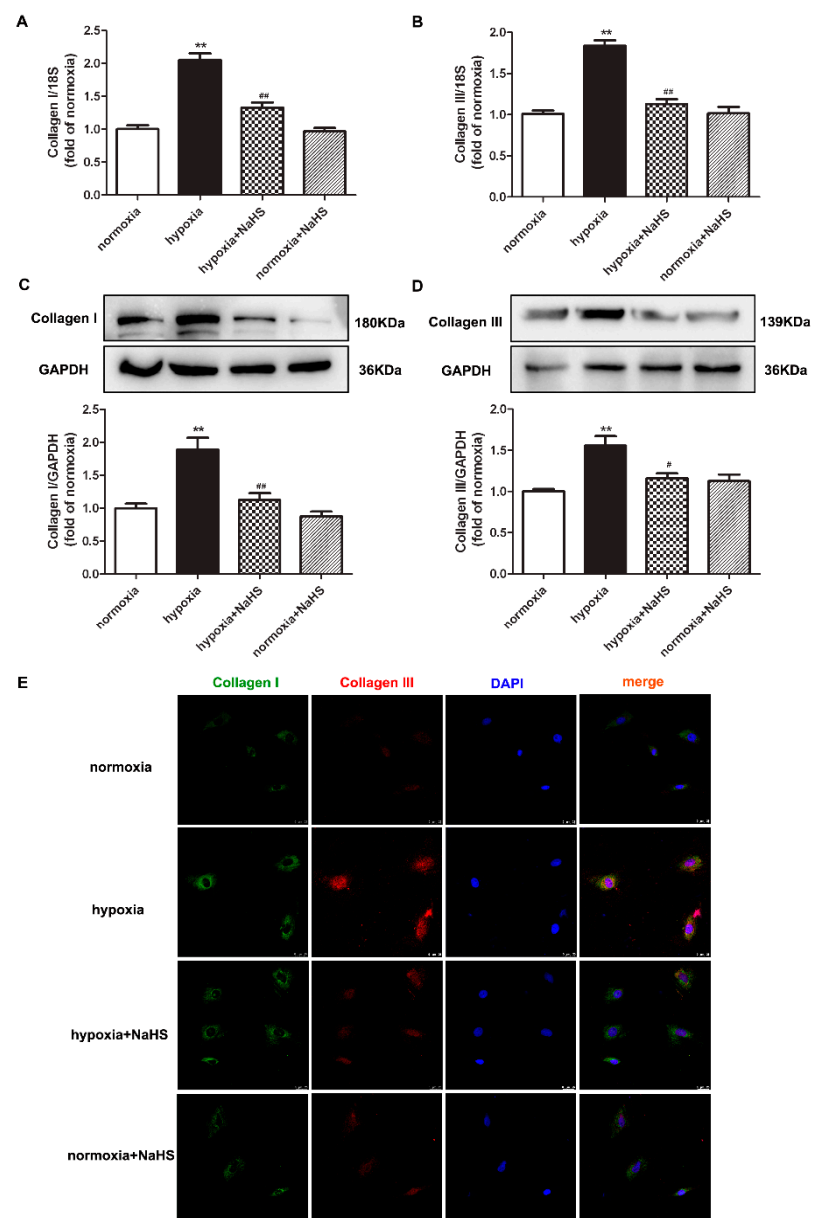 A
Collagen I/18S
(fold of normoxia)
2.5
2.0
1.5
1.0
0.5
0.0
**
##
normoxia
hypoxia
hypoxia+NaHS
normoxia+NaHS
B
Collagen III/18S
(fold of normoxia)
2.0
1.5
1.0
0.5
0.0
**
##
normoxia
hypoxia
hypoxia+NaHS
normoxia+NaHS
C
Collagen I
180KDa
GAPDH
36KDa
Collagen I/GAPDH
(fold of normoxia)
2.5
2.0
1.5
1.0
0.5
0.0
**
##
normoxia
hypoxia
hypoxia+NaHS
normoxia+NaHS
D
Collagen III
139KDa
GAPDH
36KDa
Collagen III/GAPDH
(fold of normoxia)
2.0
1.5
1.0
0.5
0.0
**
#
normoxia
hypoxia
hypoxia+NaHS
normoxia+NaHS
E
Collagen I Collagen III DAPI merge
normoxia
hypoxia
hypoxia+NaHS
normoxia+NaHS